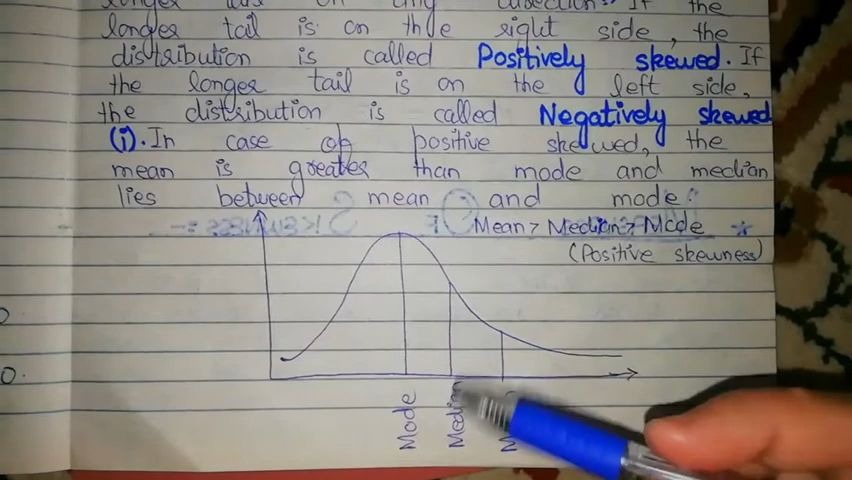 longer tail is on the right side, the
distribution is called Positively skewed. If
the longer tail is on the left side,
the distribution is called Negatively skewed
(i). In case of positive skewed, the
mean is greater than mode and median
lies between mean and mode.
Mean > Median > Mode
(Positive skewness)
Mode
Median